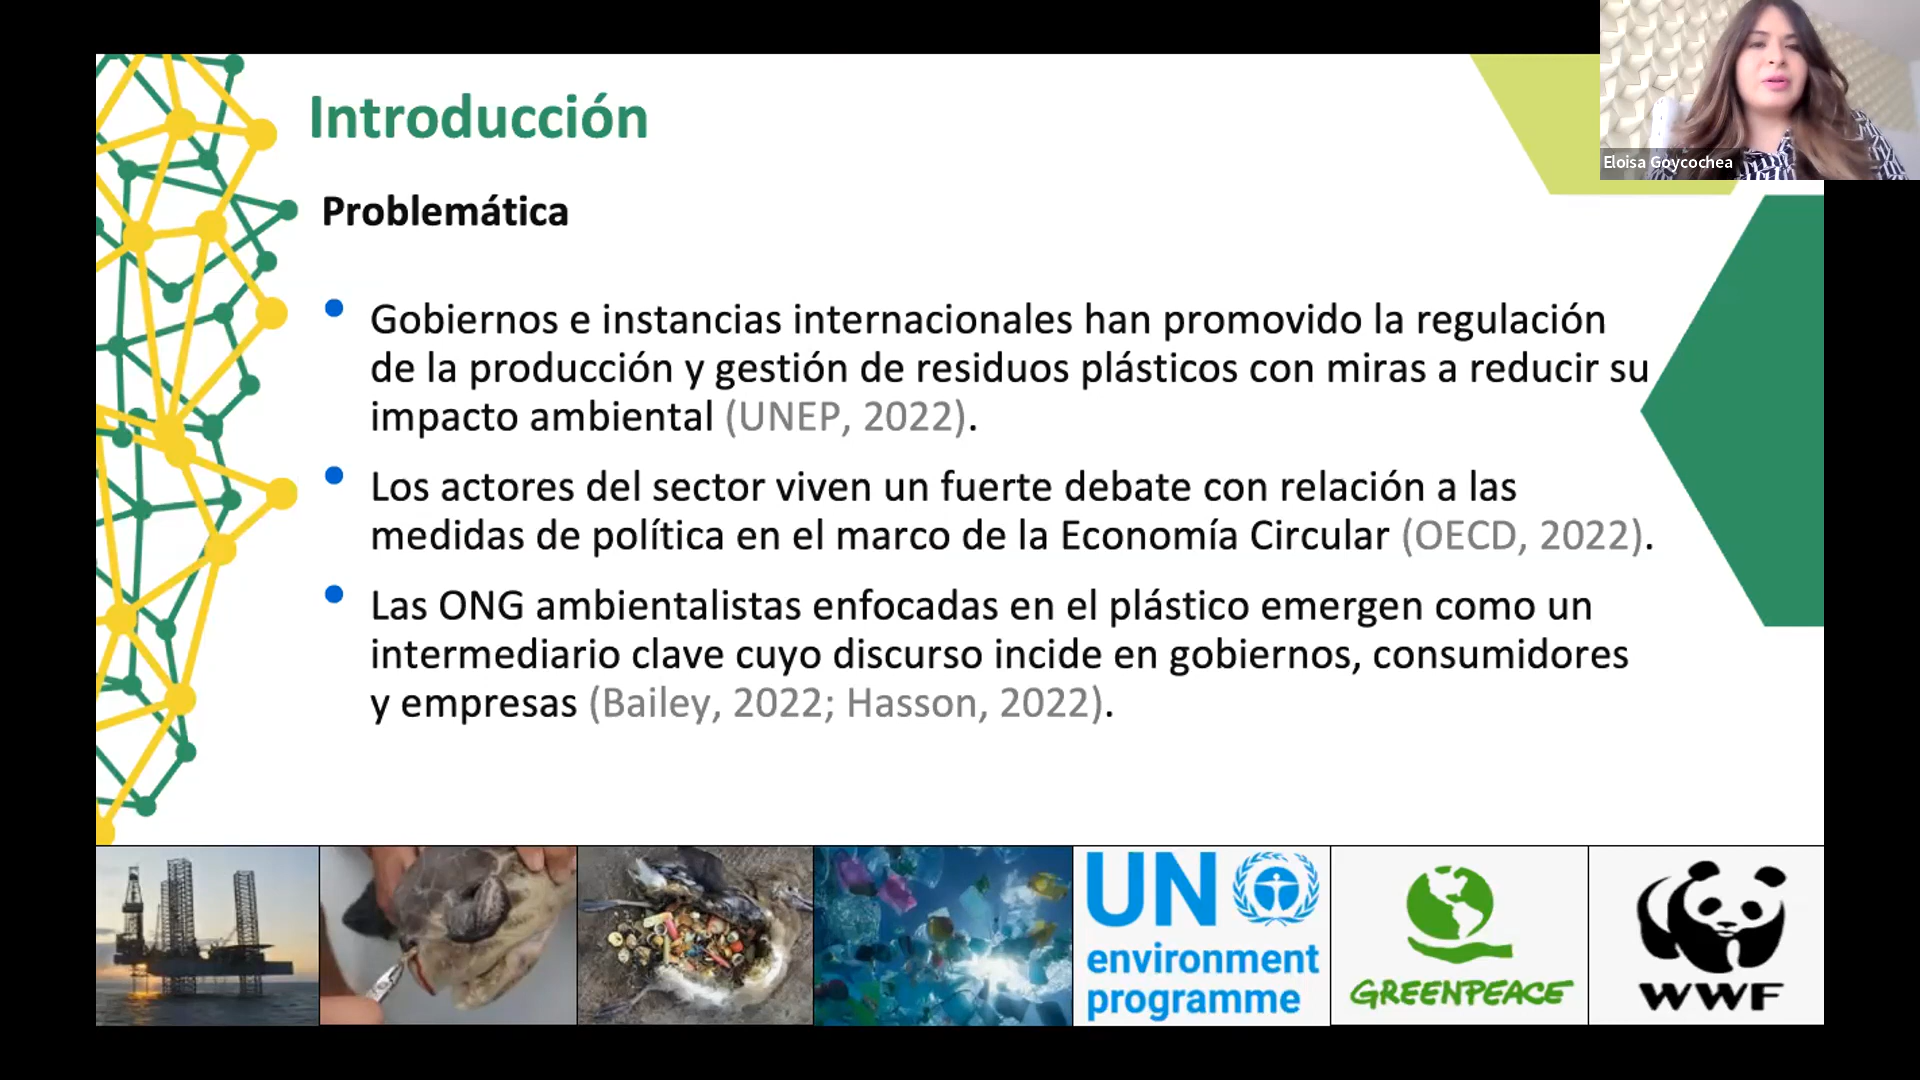 Introducción
Eloisa Goycochea
Problemática
Gobiernos e instancias internacionales han promovido la regulación
de la producción y gestión de residuos plásticos con miras a reducir su
impacto ambiental (UNEP, 2022).
Los actores del sector viven un fuerte debate con relación a las
medidas de política en el marco de la Economía Circular (OECD, 2022).
Las ONG ambientalistas enfocadas en el plástico emergen como un
intermediario clave cuyo discurso incide en gobiernos, consumidores
y empresas (Bailey, 2022; Hasson, 2022).
UN
environment
programme
GREENPEACE
WWF